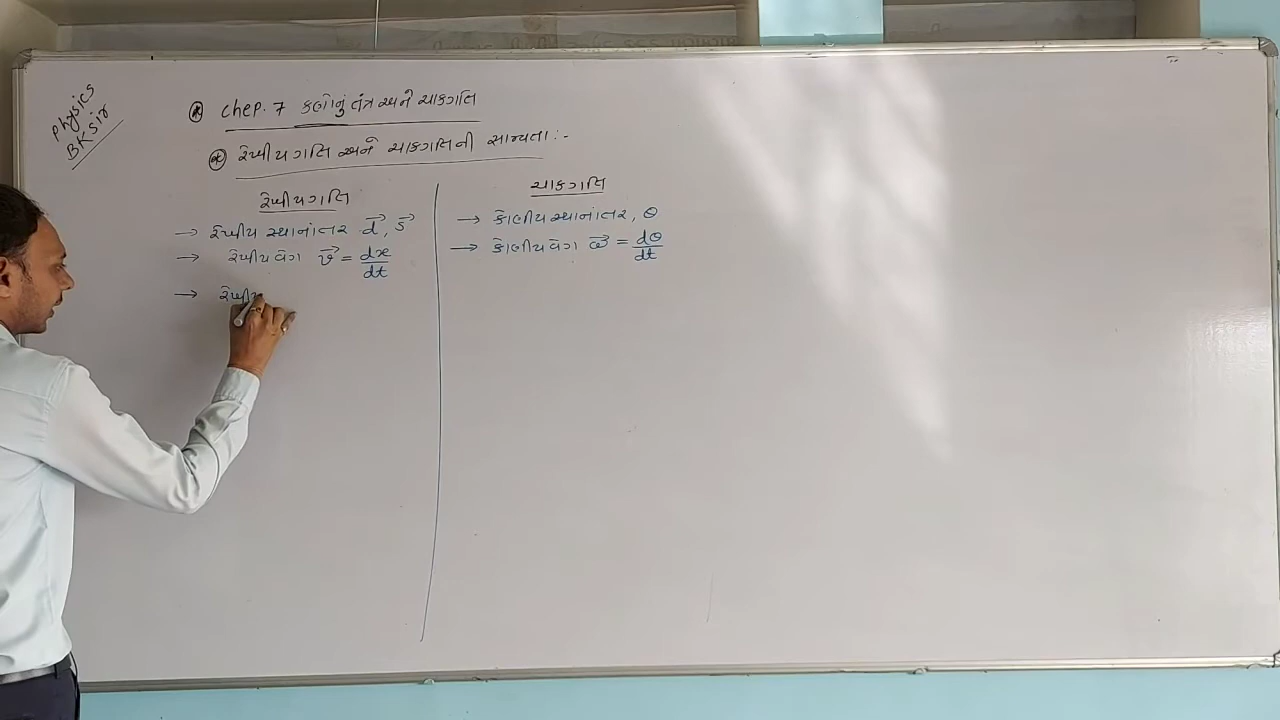 Physics
BK Sir
* Chep. 7 કણોનું તંત્ર અને ચાકગતિ
* રેખીયગતિ અને ચાકગતિની સામ્યતા :-
રેખીયગતિ
→ રેખીય સ્થાનાંતર d⃗, s⃗
→ રેખીય વેગ v⃗ = dx/dt
→ રેખીય
ચાકગતિ
→ કોણીય સ્થાનાંતર, θ
→ કોણીય વેગ ω⃗ = dθ/dt